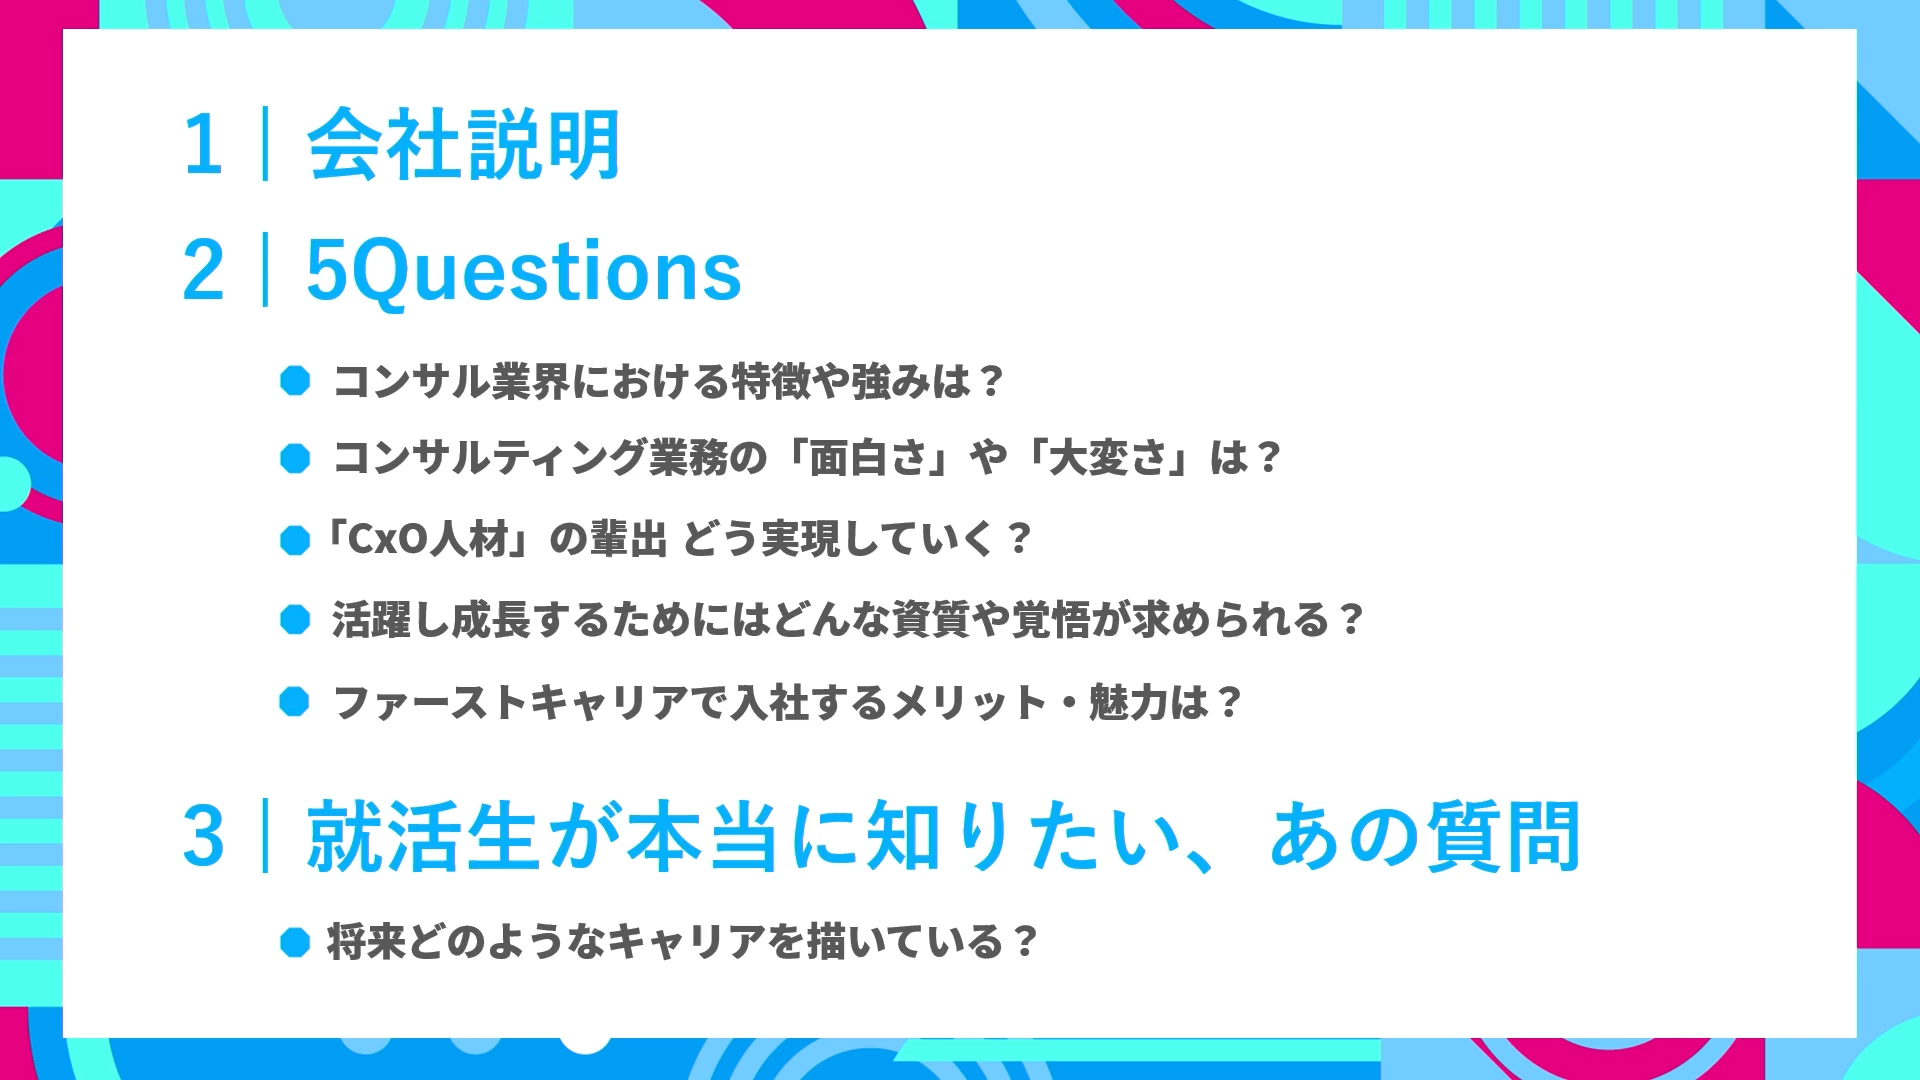 1｜会社説明
2｜5Questions
コンサル業界における特徴や強みは？
コンサルティング業務の「面白さ」や「大変さ」は？
「CxO人材」の輩出 どう実現していく？
活躍し成長するためにはどんな資質や覚悟が求められる？
ファーストキャリアで入社するメリット・魅力は？
3｜就活生が本当に知りたい、あの質問
将来どのようなキャリアを描いている？